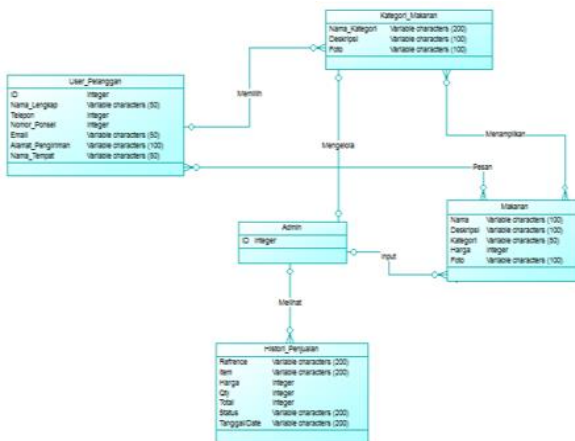 Kategori_Makanan
Nama_Kategori Variable characters (200)
Deskripsi Variable characters (100)
Foto Variable characters (100)
User_Pelanggan
ID Integer
Nama_Lengkap Variable characters (50)
Telepon Integer
Nomor_Ponsel Integer
Email Variable characters (50)
Alamat_Pengiriman Variable characters (100)
Nama_Tempat Variable characters (50)
Memilih
Mengelola
Menampilkan
Pesan
Makanan
Nama Variable characters (100)
Deskripsi Variable characters (100)
Kategori Variable characters (50)
Harga Integer
Foto Variable characters (100)
Admin
ID Integer
Input
Melihat
Histori_Penjualan
Refrence Variable characters (200)
Item Variable characters (200)
Harga Integer
Qty Integer
Total Integer
Status Variable characters (200)
Tanggal/Date Variable characters (200)